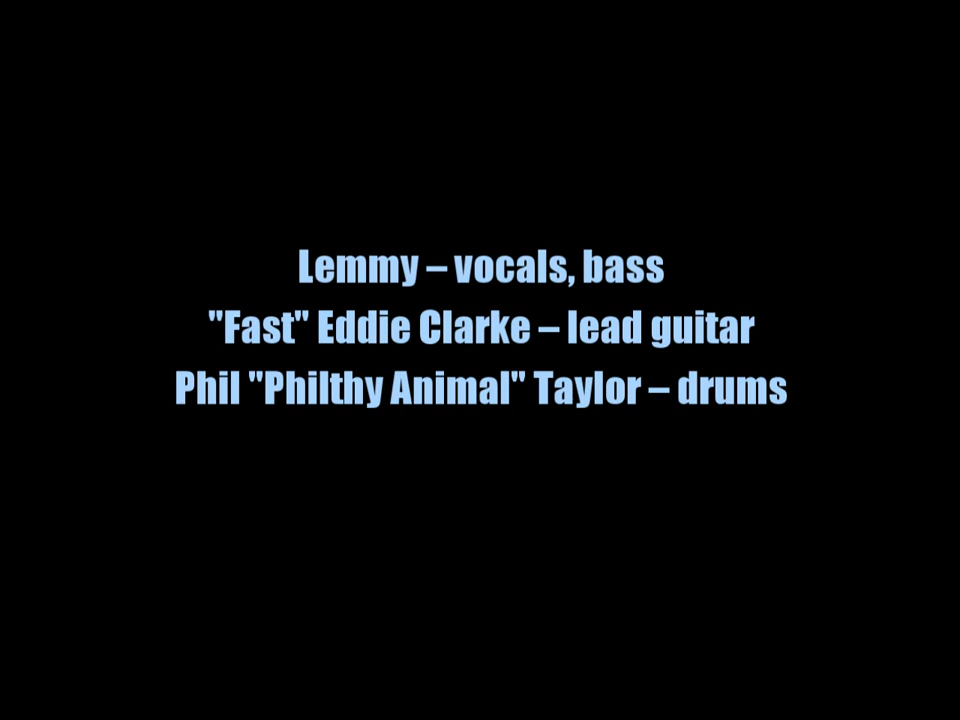 Lemmy – vocals, bass
"Fast" Eddie Clarke – lead guitar
Phil "Philthy Animal" Taylor – drums